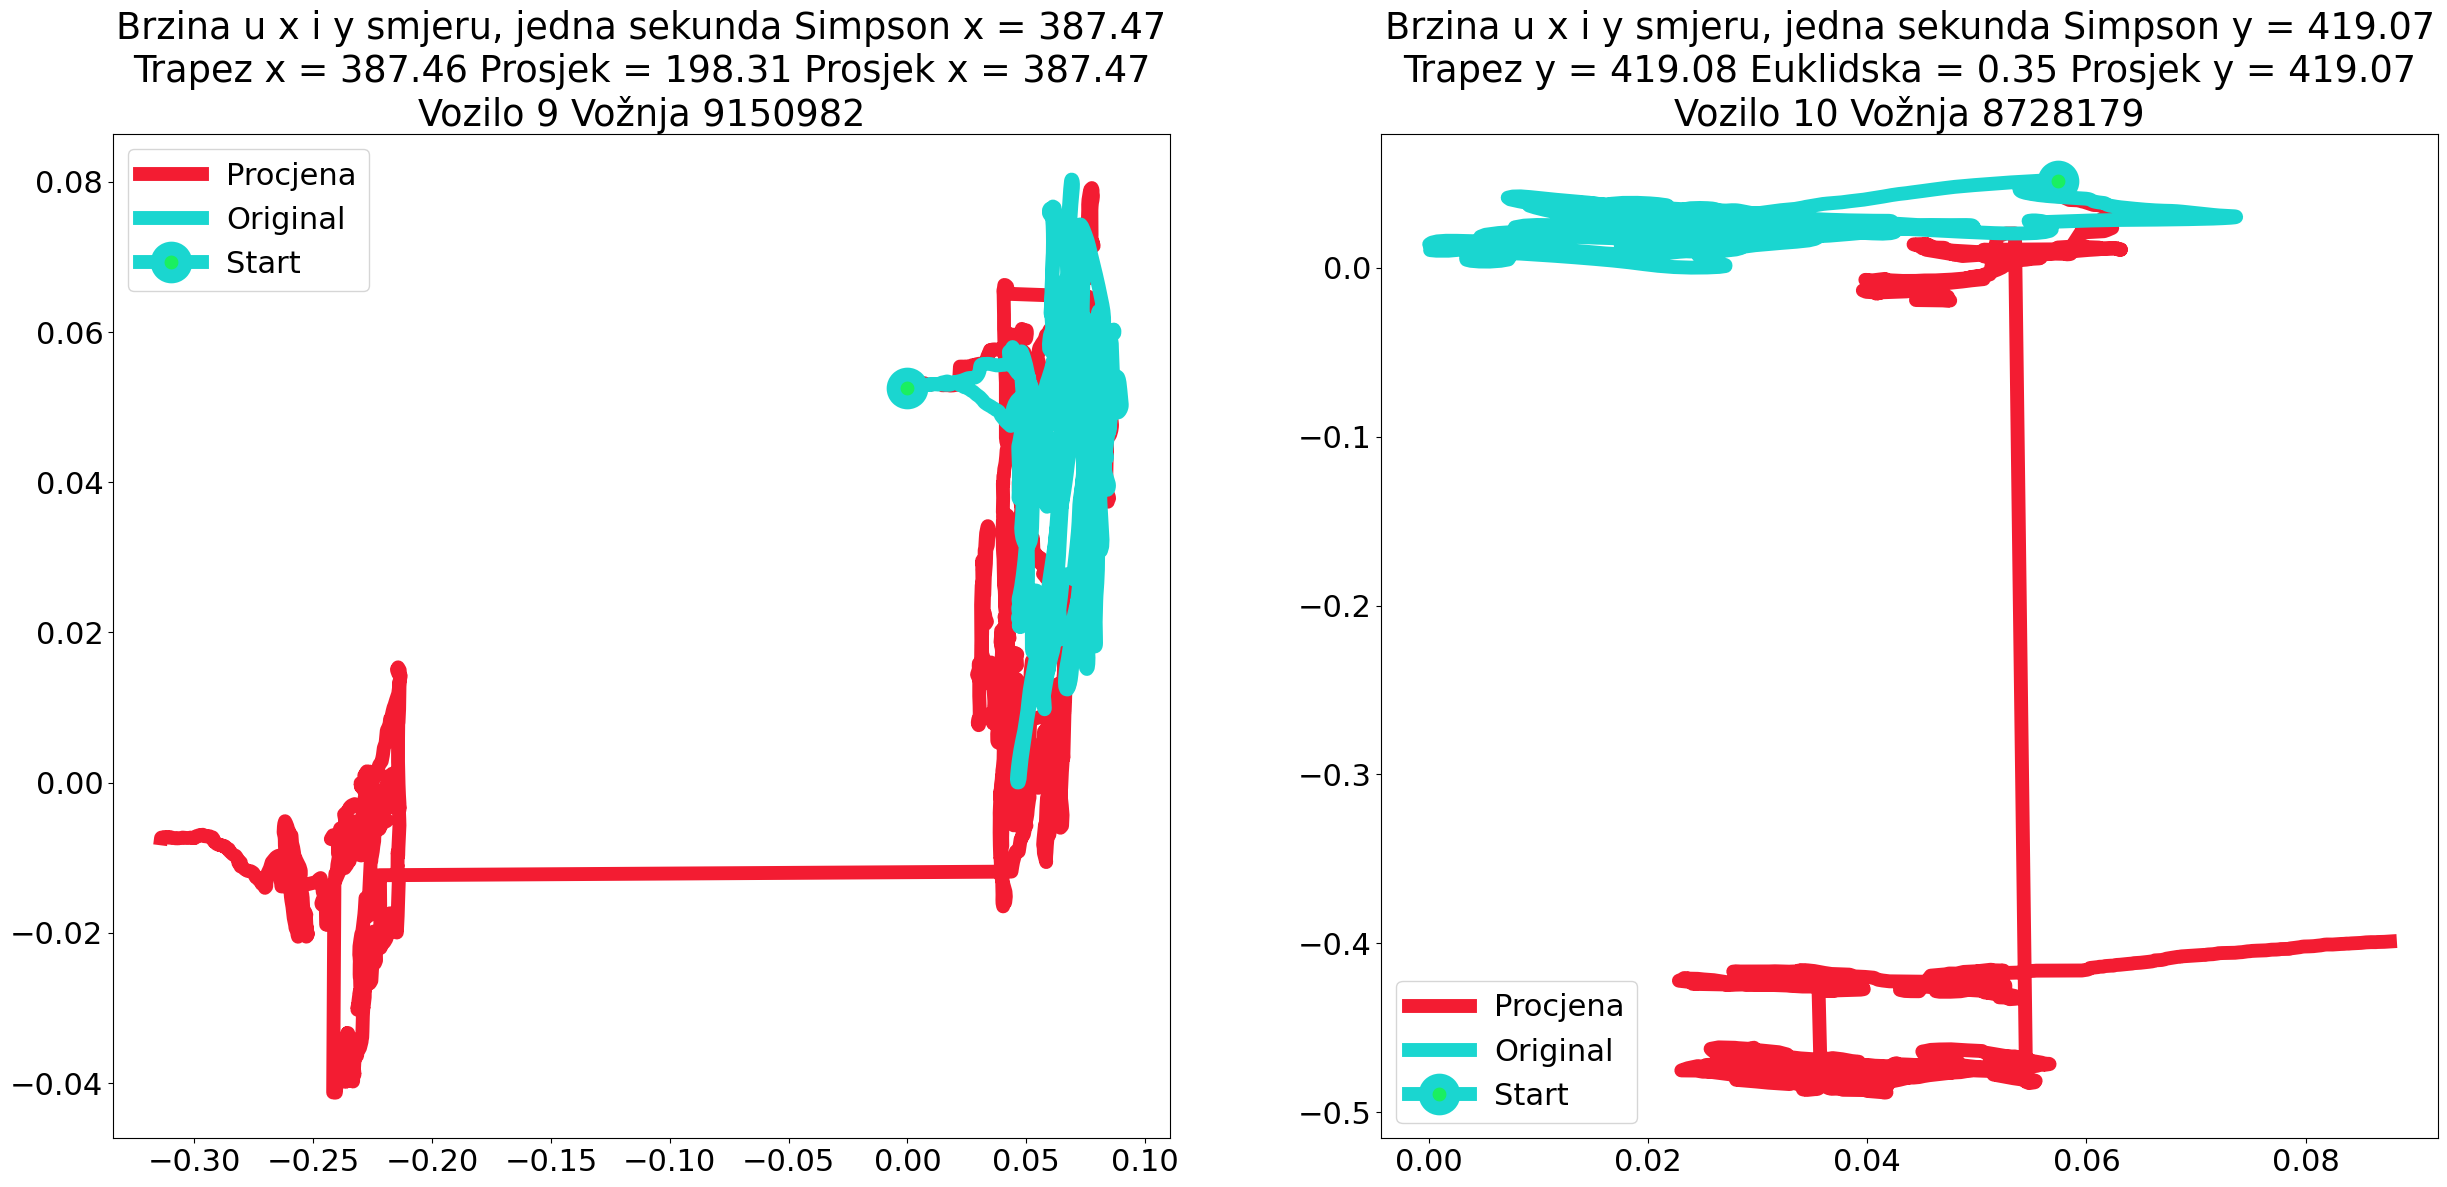 Brzina u x i y smjeru, jedna sekunda Simpson x = 387.47
Trapez x = 387.46 Prosjek = 198.31 Prosjek x = 387.47
Vozilo 9 Vožnja 9150982
Procjena
Original
Start
0.08
0.06
0.04
0.02
0.00
−0.02
−0.04
−0.30 −0.25 −0.20 −0.15 −0.10 −0.05 0.00 0.05 0.10
Brzina u x i y smjeru, jedna sekunda Simpson y = 419.07
Trapez y = 419.08 Euklidska = 0.35 Prosjek y = 419.07
Vozilo 10 Vožnja 8728179
0.0
−0.1
−0.2
−0.3
−0.4
−0.5
Procjena
Original
Start
0.00 0.02 0.04 0.06 0.08